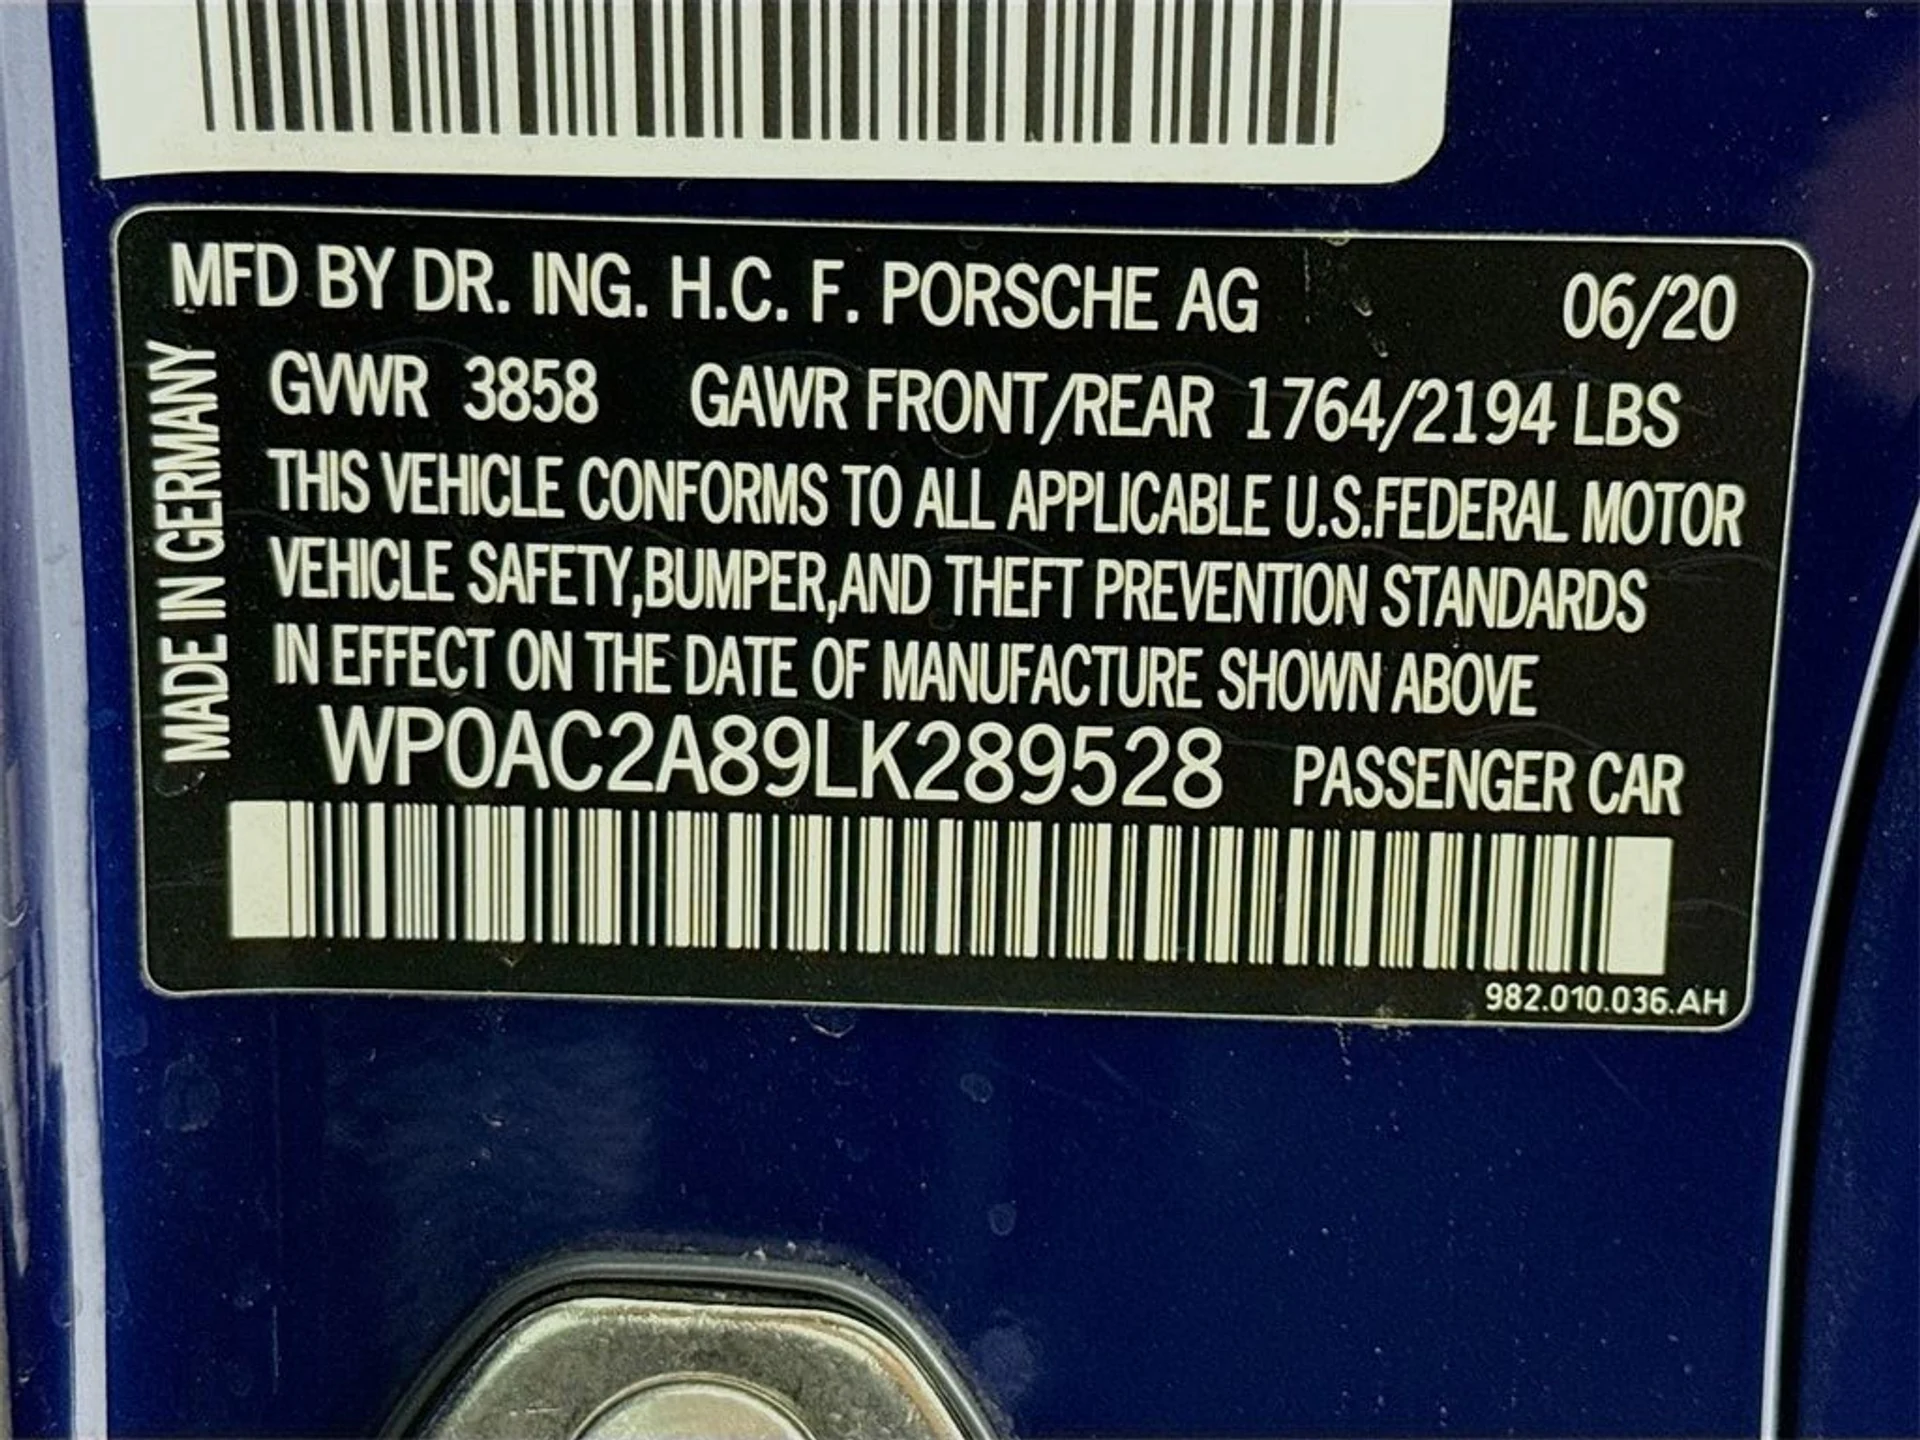 MFD BY DR. ING. H.C. F. PORSCHE AG 06/20
GVWR 3858 GAWR FRONT/REAR 1764/2194 LBS
THIS VEHICLE CONFORMS TO ALL APPLICABLE U.S.FEDERAL MOTOR
VEHICLE SAFETY,BUMPER,AND THEFT PREVENTION STANDARDS
IN EFFECT ON THE DATE OF MANUFACTURE SHOWN ABOVE
WP0AC2A89LK289528 PASSENGER CAR
982.010.036.AH
MADE IN GERMANY